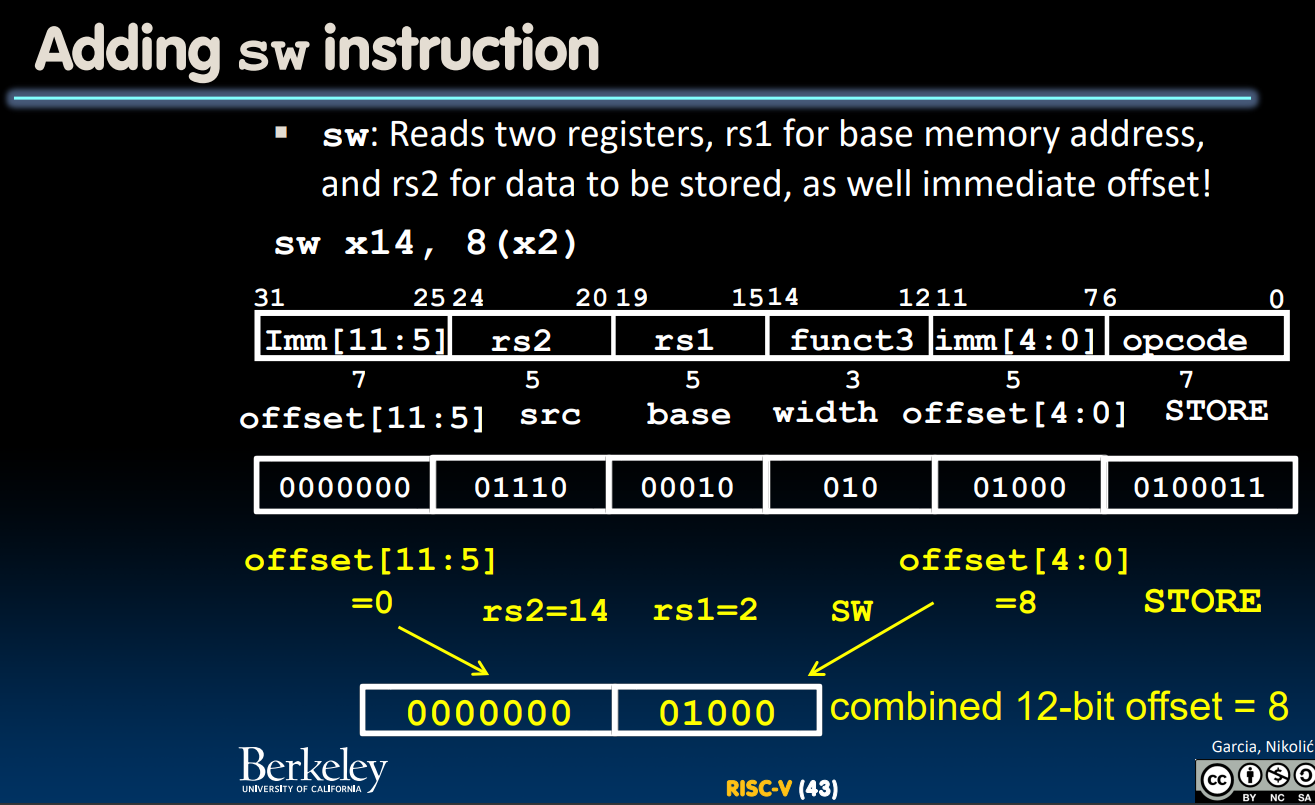 Adding sw instruction
▪ sw: Reads two registers, rs1 for base memory address,
and rs2 for data to be stored, as well immediate offset!
sw x14, 8(x2)
31 25 24 20 19 15 14 12 11 7 6 0
Imm[11:5] rs2 rs1 funct3 imm[4:0] opcode
7 5 5 3 5 7
offset[11:5] src base width offset[4:0] STORE
0000000 01110 00010 010 01000 0100011
offset[11:5] offset[4:0]
=0 rs2=14 rs1=2 SW =8 STORE
0000000 01000 combined 12-bit offset = 8
Berkeley
UNIVERSITY OF CALIFORNIA
RISC-V (43)
Garcia, Nikolić
cc
BY NC SA